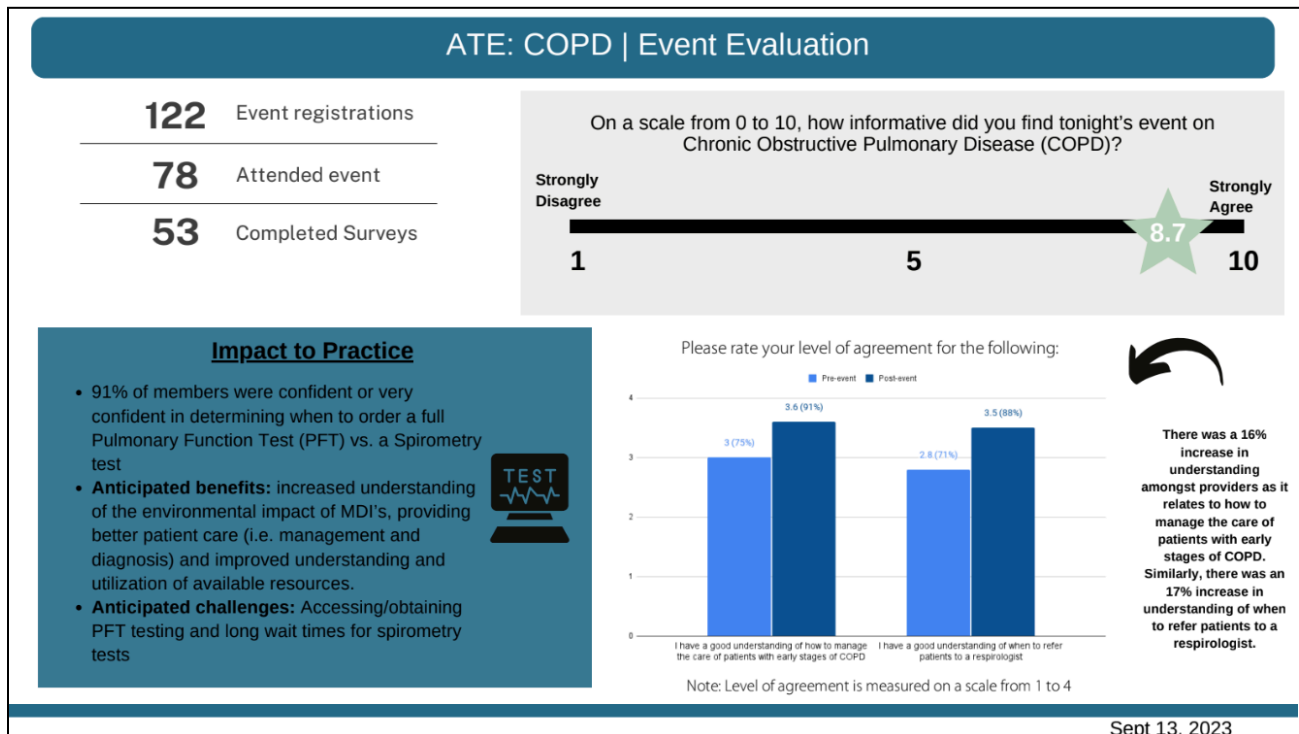 ATE: COPD | Event Evaluation
122 Event registrations
78 Attended event
53 Completed Surveys
On a scale from 0 to 10, how informative did you find tonight's event on
Chronic Obstructive Pulmonary Disease (COPD)?
Strongly
Disagree
Strongly
Agree
8.7
1 5 10
Impact to Practice
• 91% of members were confident or very
confident in determining when to order a full
Pulmonary Function Test (PFT) vs. a Spirometry
test
• Anticipated benefits: increased understanding
of the environmental impact of MDI's, providing
better patient care (i.e. management and
diagnosis) and improved understanding and
utilization of available resources.
• Anticipated challenges: Accessing/obtaining
PFT testing and long wait times for spirometry
tests
TEST
Please rate your level of agreement for the following:
Pre-event Post-event
4
3
2
1
0
3 (75%)
3.6 (91%)
2.8 (71%)
3.5 (88%)
I have a good understanding of how to manage
the care of patients with early stages of COPD
I have a good understanding of when to refer
patients to a respirologist
Note: Level of agreement is measured on a scale from 1 to 4
There was a 16%
increase in
understanding
amongst providers as it
relates to how to
manage the care of
patients with early
stages of COPD.
Similarly, there was an
17% increase in
understanding of when
to refer patients to a
respirologist.
Sept 13, 2023